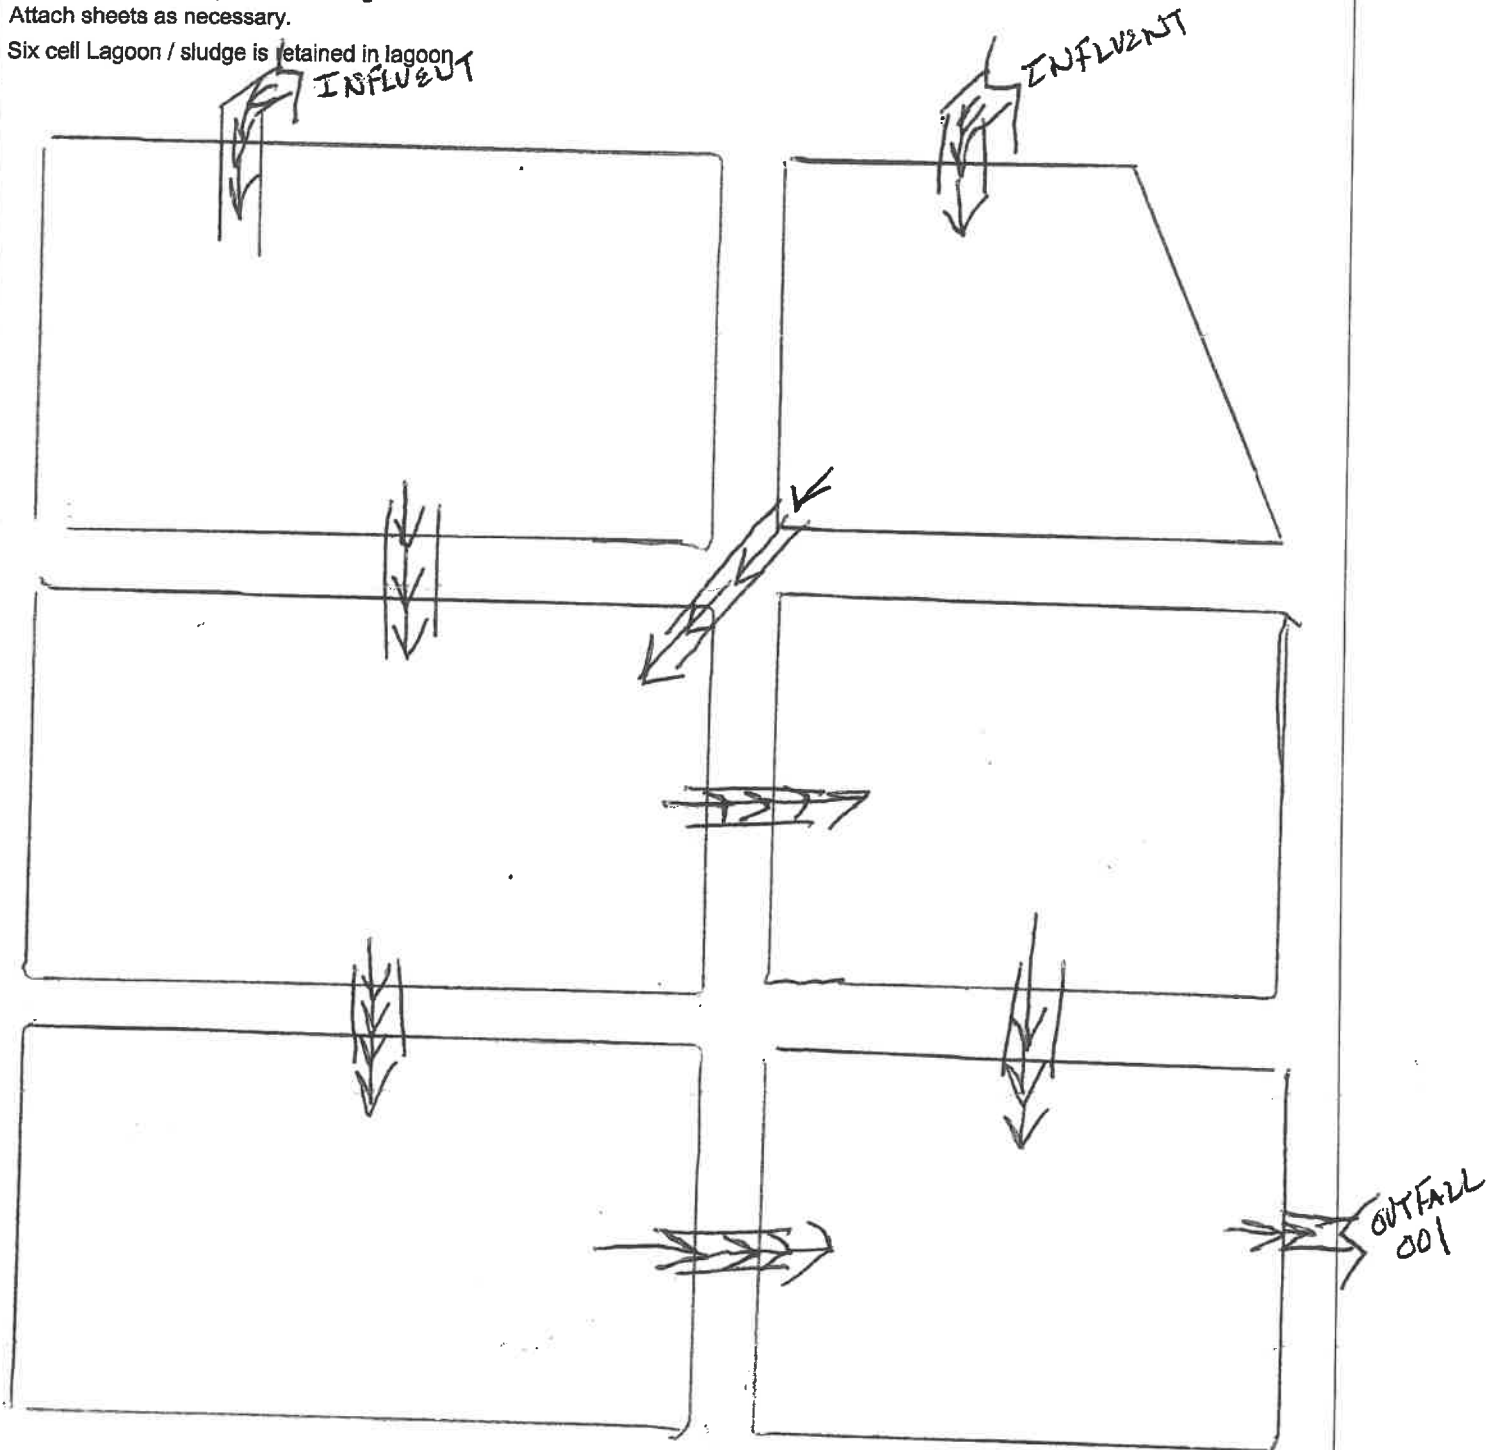 Attach sheets as necessary.
Six cell Lagoon / sludge is retained in lagoon
INFLUENT
INFLUENT
OUTFALL
001